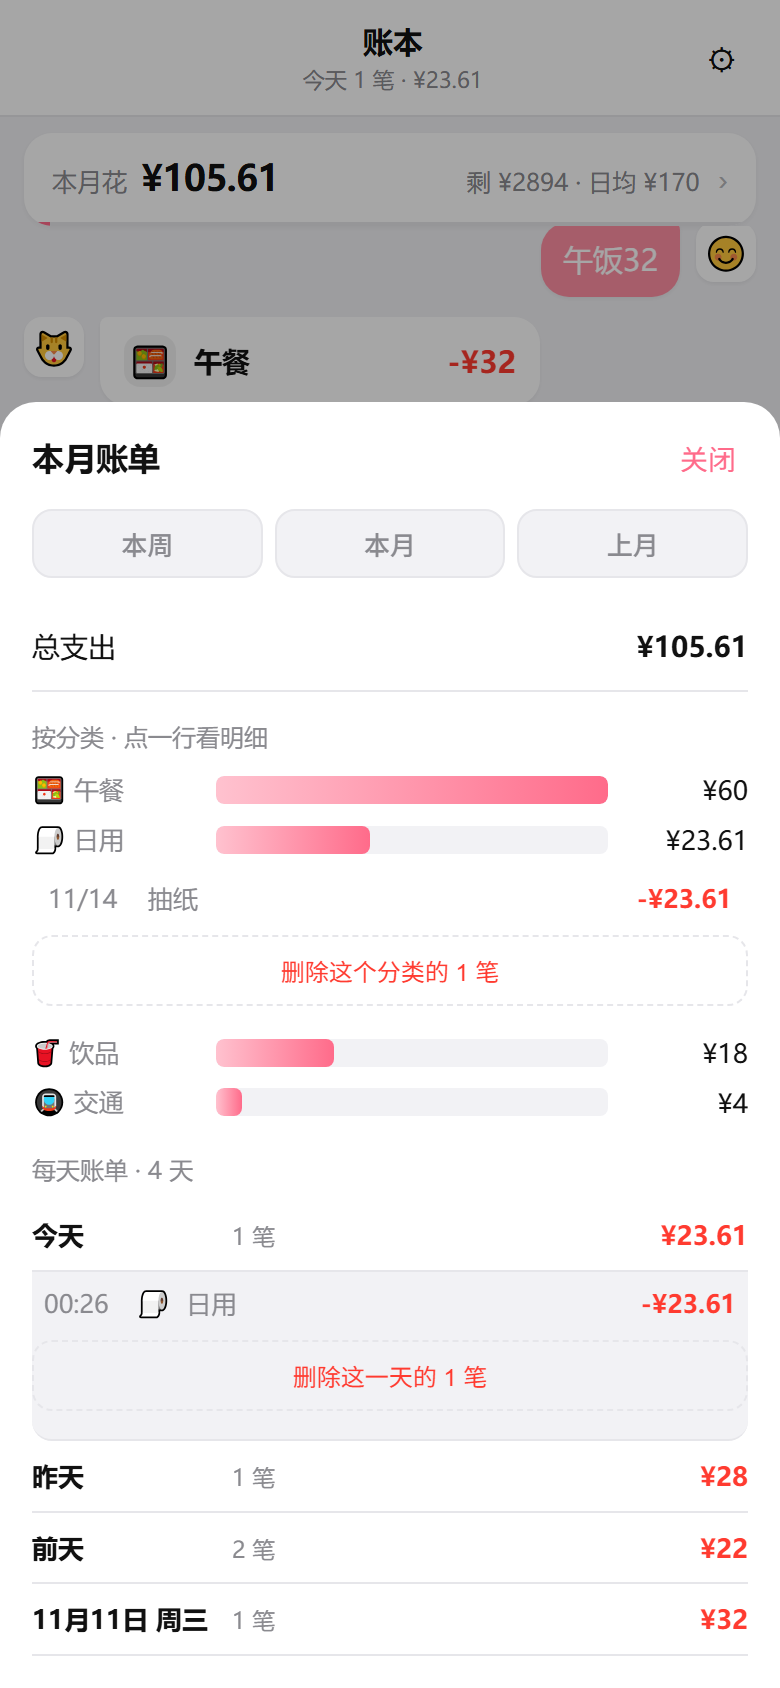 账本
今天 1 笔 · ¥23.61
本月花 ¥105.61 剩 ¥2894 · 日均 ¥170 ›
午饭32
午餐 -¥32
本月账单 关闭
本周 本月 上月
总支出 ¥105.61
按分类 · 点一行看明细
午餐 ¥60
日用 ¥23.61
11/14 抽纸 -¥23.61
删除这个分类的 1 笔
饮品 ¥18
交通 ¥4
每天账单 · 4 天
今天 1 笔 ¥23.61
00:26 日用 -¥23.61
删除这一天的 1 笔
昨天 1 笔 ¥28
前天 2 笔 ¥22
11月11日 周三 1 笔 ¥32